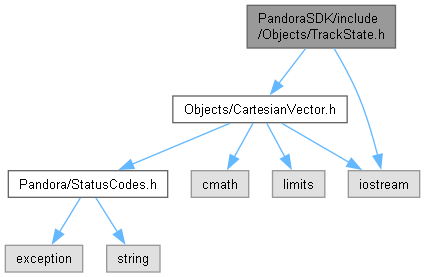 PandoraSDK/include
/Objects/TrackState.h
Objects/CartesianVector.h
Pandora/StatusCodes.h
cmath
limits
iostream
exception
string